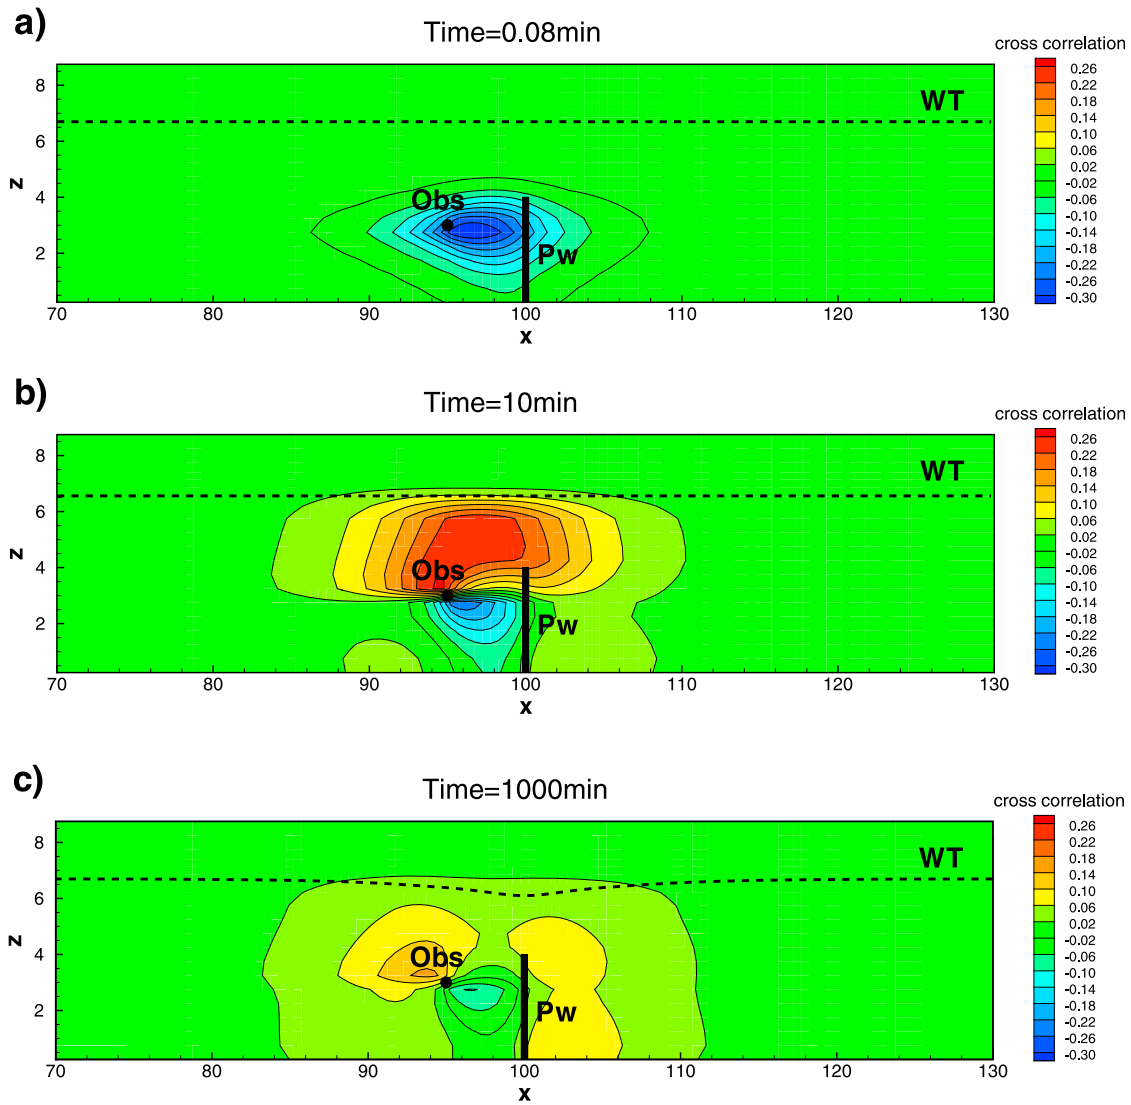 a)
Time=0.08min
cross correlation
0.26
0.22
0.18
0.14
0.10
0.06
0.02
-0.02
-0.06
-0.10
-0.14
-0.18
-0.22
-0.26
-0.30
8
6
4
2
z
WT
Obs
Pw
70 80 90 100 110 120 130
x
b)
Time=10min
cross correlation
0.26
0.22
0.18
0.14
0.10
0.06
0.02
-0.02
-0.06
-0.10
-0.14
-0.18
-0.22
-0.26
-0.30
8
6
4
2
z
WT
Obs
Pw
70 80 90 100 110 120 130
x
c)
Time=1000min
cross correlation
0.26
0.22
0.18
0.14
0.10
0.06
0.02
-0.02
-0.06
-0.10
-0.14
-0.18
-0.22
-0.26
-0.30
8
6
4
2
z
WT
Obs
Pw
70 80 90 100 110 120 130
x